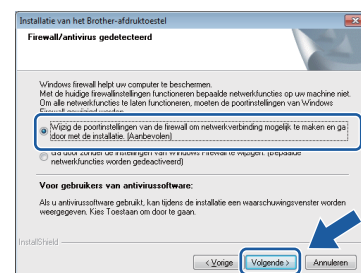 Installatie van het Brother-afdruktoestel
Firewall/antivirus gedetecteerd
Windows firewall helpt uw computer te beschermen.
Met de huidige firewallinstellingen functioneren bepaalde netwerkfuncties op uw machine niet.
Om alle netwerkfuncties te laten functioneren, moeten de poortinstellingen van Windows
Firewall gewijzigd worden.
Wijzig de poortinstellingen van de firewall om netwerkverbinding mogelijk te maken en ga
door met de installatie. (Aanbevolen)
Ga door zonder de instellingen van Windows Firewall te wijzigen. (Bepaalde
netwerkfuncties worden gedeactiveerd)
Voor gebruikers van antivirussoftware:
Als u antivirussoftware gebruikt, kan tijdens de installatie een waarschuwingsvenster worden
weergegeven. Kies Toestaan om door te gaan.
InstallShield
< Vorige
Volgende >
Annuleren